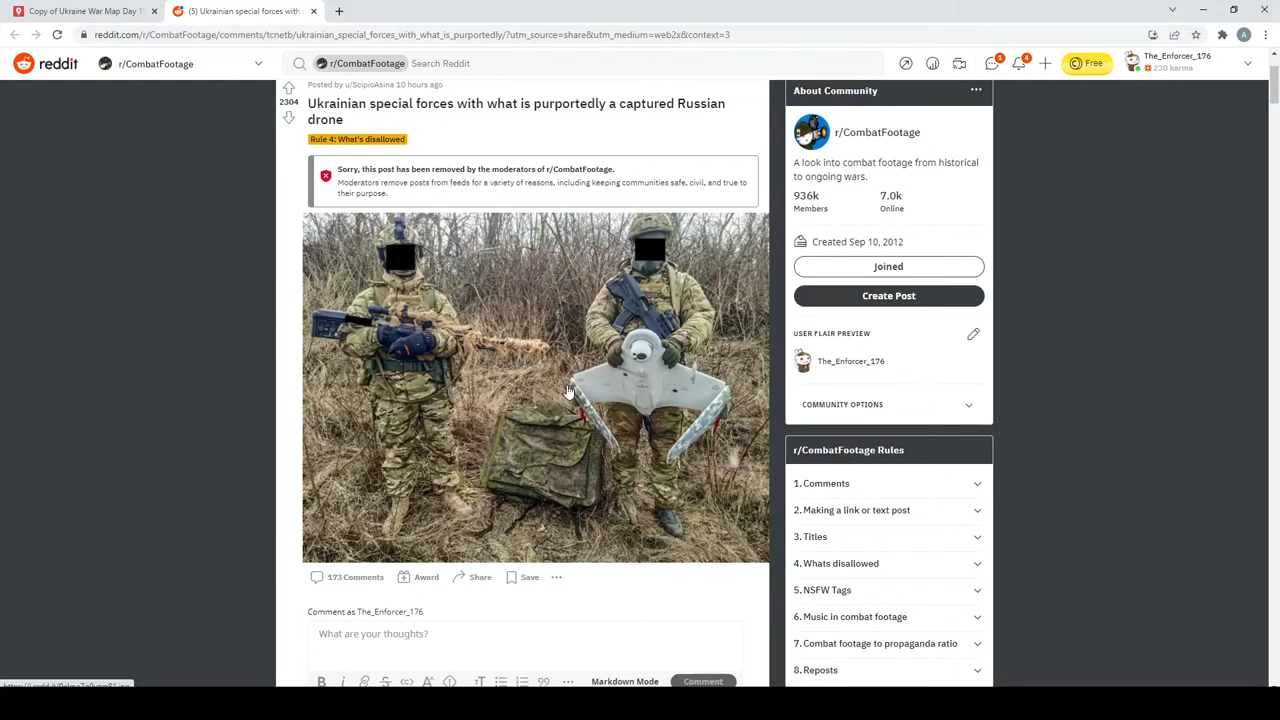 Copy of Ukraine War Map Day 1
(5) Ukrainian special forces with
reddit.com/r/CombatFootage/comments/tcnetb/ukrainian_special_forces_with_what_is_purportedly/?utm_source=share&utm_medium=web2x&context=3
A
reddit
r/CombatFootage
r/CombatFootage
Search Reddit
1
4
Free
The_Enforcer_176
230 karma
Posted by u/ScipioAsina 10 hours ago
2304
Ukrainian special forces with what is purportedly a captured Russian
drone
Rule 4: What's disallowed
Sorry, this post has been removed by the moderators of r/CombatFootage.
Moderators remove posts from feeds for a variety of reasons, including keeping communities safe, civil, and true to
their purpose.
173 Comments
Award
Share
Save
Comment as The_Enforcer_176
What are your thoughts?
B
i
Markdown Mode
Comment
About Community
r/CombatFootage
A look into combat footage from historical
to ongoing wars.
936k
7.0k
Members
Online
Created Sep 10, 2012
Joined
Create Post
USER FLAIR PREVIEW
The_Enforcer_176
COMMUNITY OPTIONS
r/CombatFootage Rules
1. Comments
2. Making a link or text post
3. Titles
4. Whats disallowed
5. NSFW Tags
6. Music in combat footage
7. Combat footage to propaganda ratio
8. Reposts